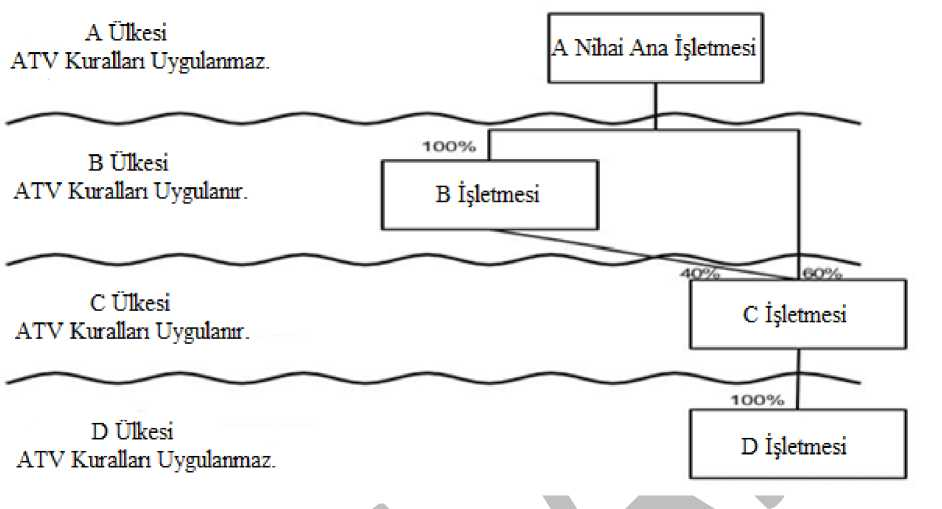 A Ülkesi
ATV Kuralları Uygulanmaz.
A Nihai Ana İşletmesi
B Ülkesi
ATV Kuralları Uygulanır.
100%
B İşletmesi
40%
60%
C Ülkesi
ATV Kuralları Uygulanır.
C İşletmesi
100%
D Ülkesi
ATV Kuralları Uygulanmaz.
D İşletmesi